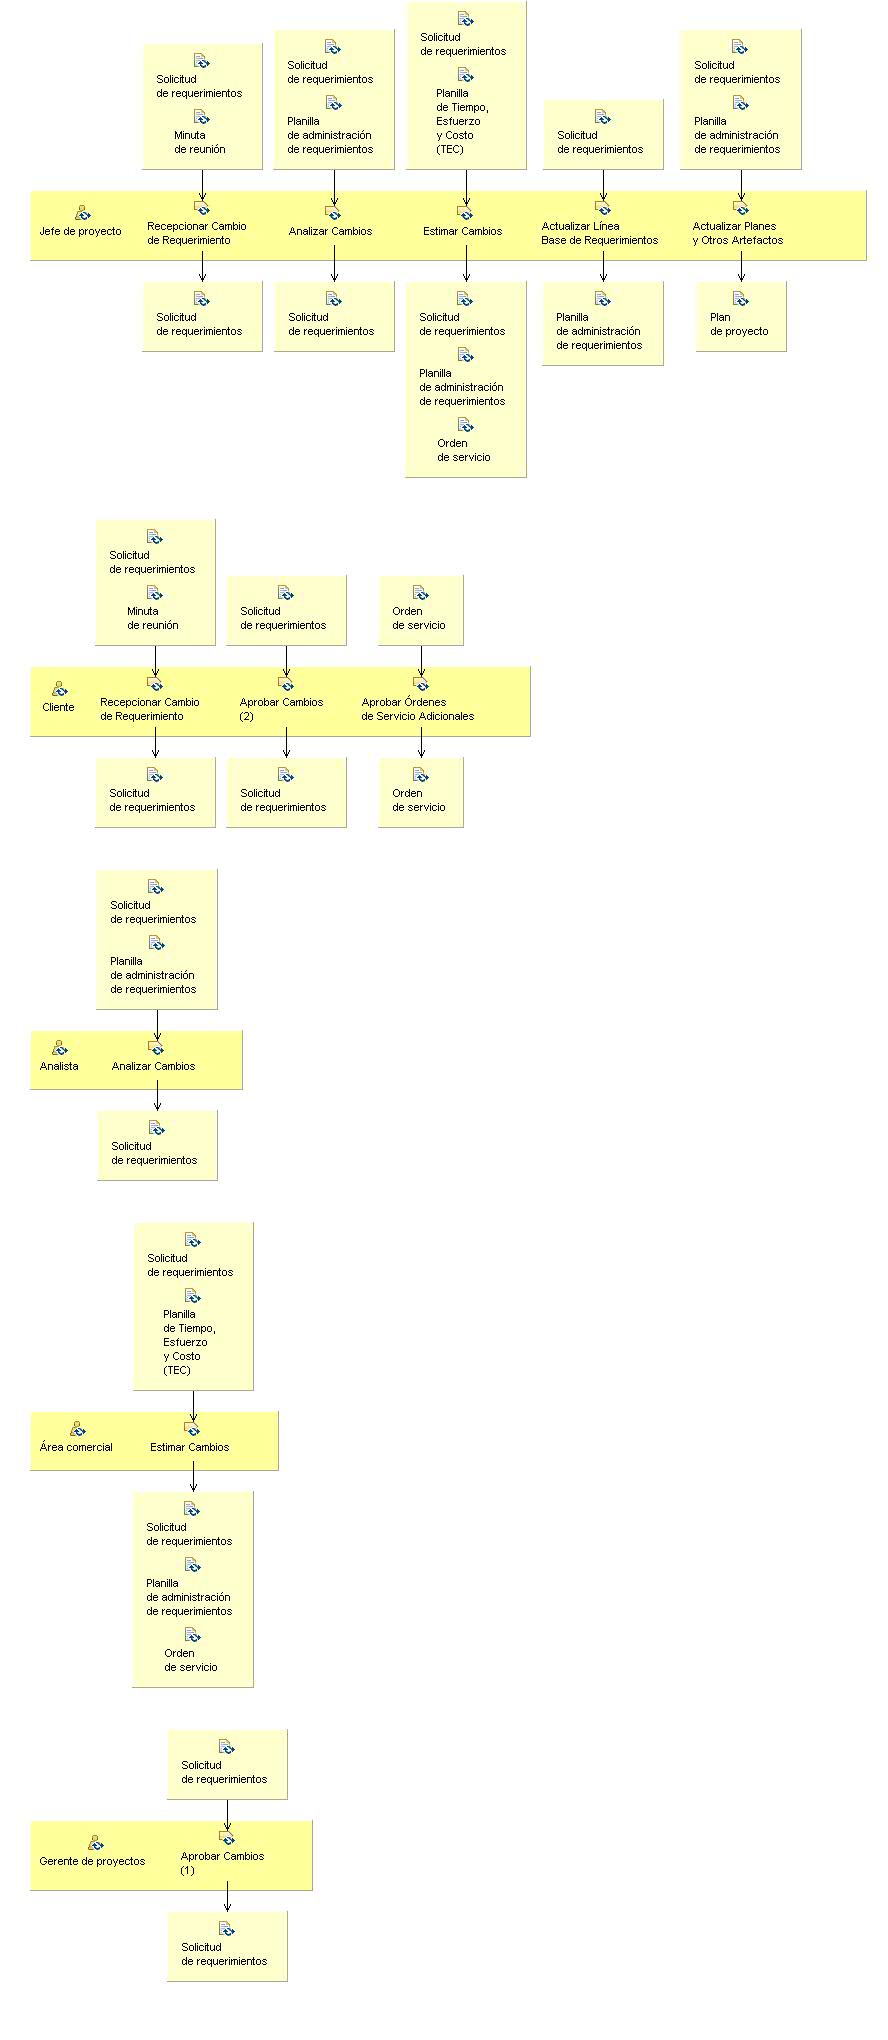 Solicitud
de requerimientos
Minuta
de reunión
Solicitud
de requerimientos
Planilla
de administración
de requerimientos
Solicitud
de requerimientos
Planilla
de Tiempo,
Esfuerzo
y Costo
(TEC)
Solicitud
de requerimientos
Solicitud
de requerimientos
Planilla
de administración
de requerimientos
Jefe de proyecto
Recepcionar Cambio
de Requerimiento
Analizar Cambios
Estimar Cambios
Actualizar Línea
Base de Requerimientos
Actualizar Planes
y Otros Artefactos
Solicitud
de requerimientos
Solicitud
de requerimientos
Solicitud
de requerimientos
Planilla
de administración
de requerimientos
Orden
de servicio
Planilla
de administración
de requerimientos
Plan
de proyecto
Solicitud
de requerimientos
Minuta
de reunión
Solicitud
de requerimientos
Orden
de servicio
Cliente
Recepcionar Cambio
de Requerimiento
Aprobar Cambios
(2)
Aprobar Órdenes
de Servicio Adicionales
Solicitud
de requerimientos
Solicitud
de requerimientos
Orden
de servicio
Solicitud
de requerimientos
Planilla
de administración
de requerimientos
Analista
Analizar Cambios
Solicitud
de requerimientos
Solicitud
de requerimientos
Planilla
de Tiempo,
Esfuerzo
y Costo
(TEC)
Área comercial
Estimar Cambios
Solicitud
de requerimientos
Planilla
de administración
de requerimientos
Orden
de servicio
Solicitud
de requerimientos
Gerente de proyectos
Aprobar Cambios
(1)
Solicitud
de requerimientos